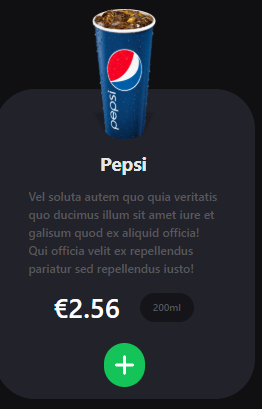 pepsi
Pepsi
Vel soluta autem quo quia veritatis
quo ducimus illum sit amet iure et
galisum quod ex aliquid officia!
Qui officia velit ex repellendus
pariatur sed repellendus iusto!
€2.56 200ml